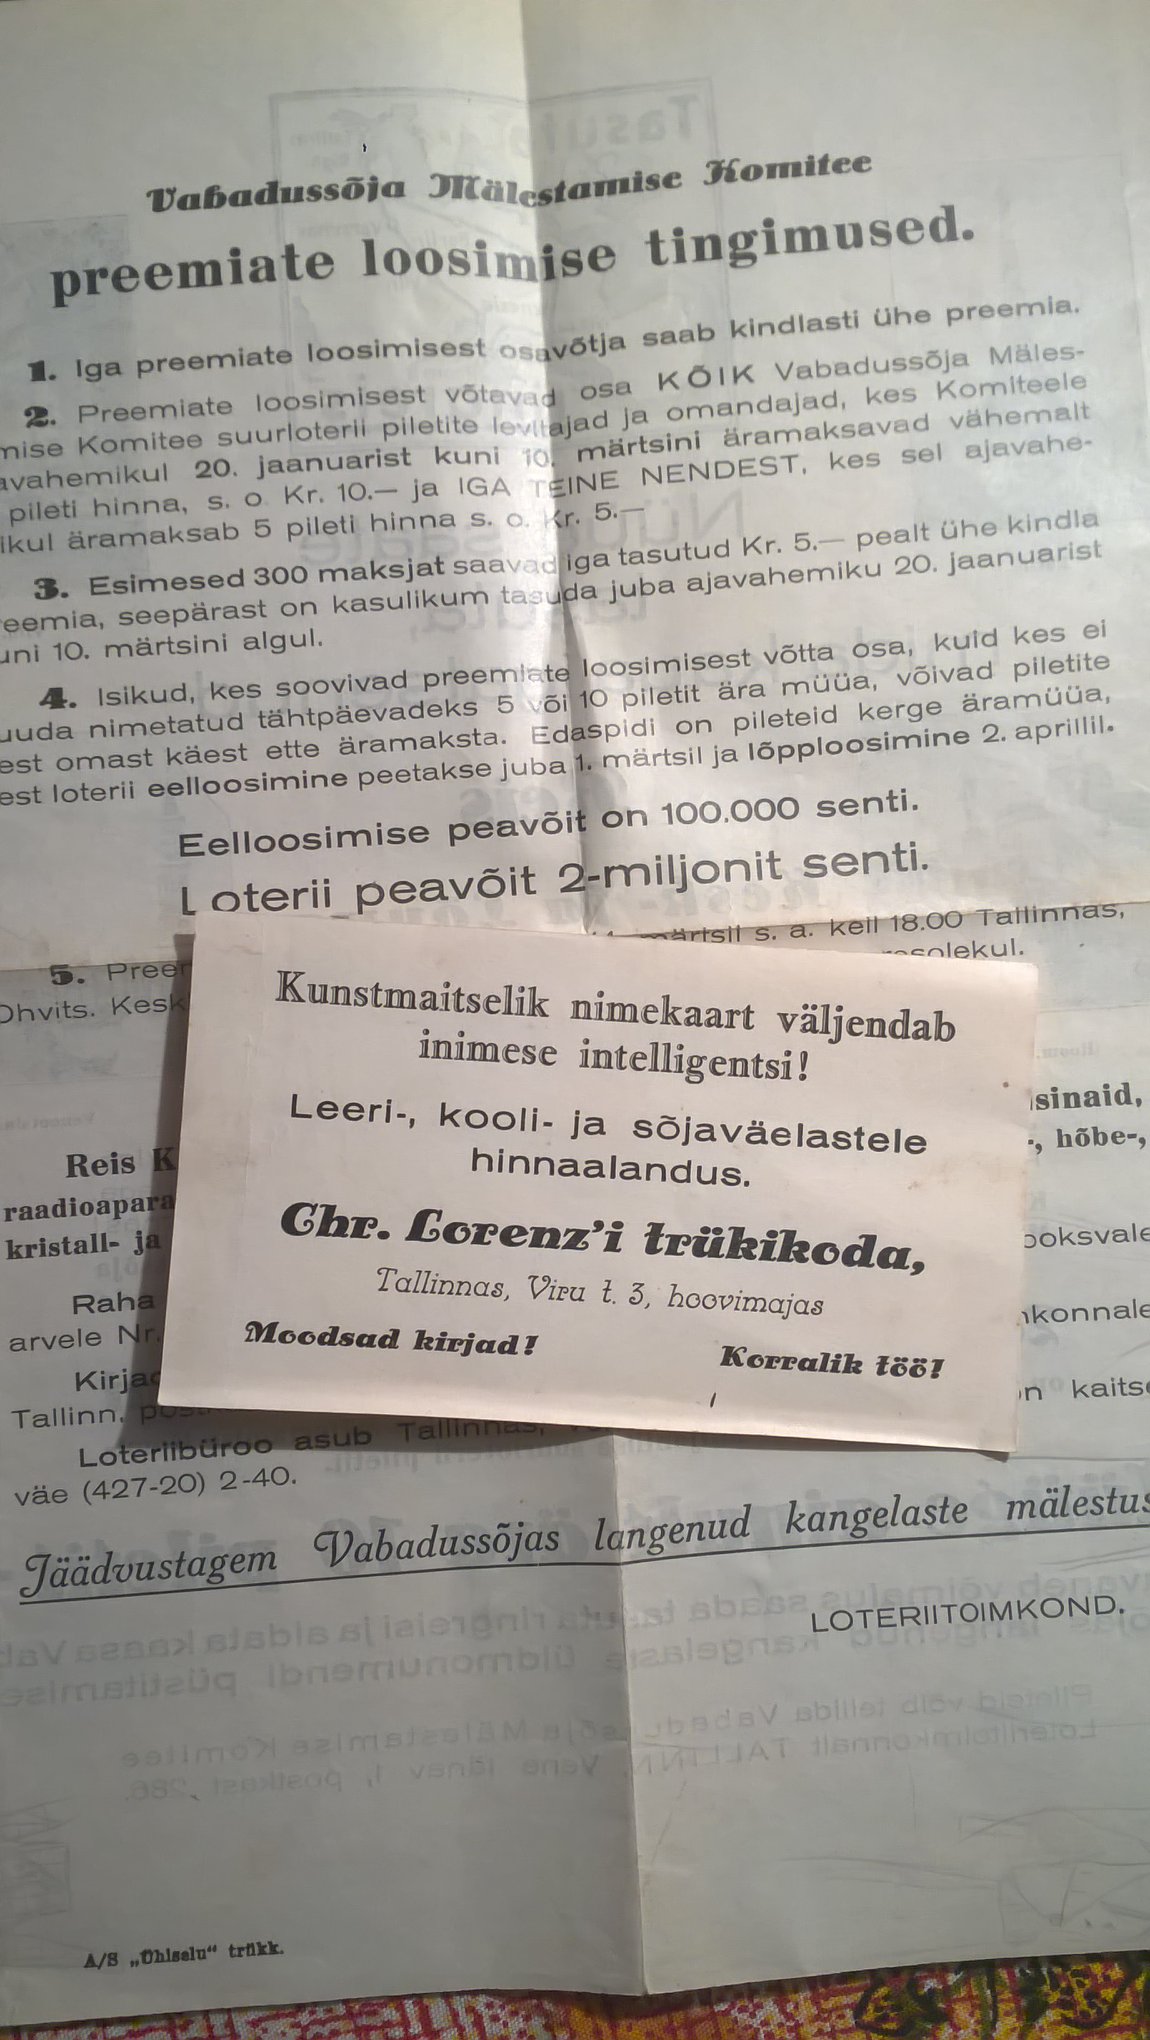 Vabadussõja Mälestamise Komitee
preemiate loosimise tingimused.
1. Iga preemiate loosimisest osavõtja saab kindlasti ühe preemia.
2. Preemiate loosimisest võtavad osa KÕIK Vabadussõja Mäles-
mise Komitee suurloterii piletite levitajad ja omandajad, kes Komiteele
avahemikul 20. jaanuarist kuni 10. märtsini äramaksavad vähemalt
pileti hinna, s. o. Kr. 10.— ja IGA TEINE NENDEST, kes sel ajavahe-
ikul äramaksab 5 pileti hinna s. o. Kr. 5.—
3. Esimesed 300 maksjat saavad iga tasutud Kr. 5.— pealt ühe kindla
eemia, seepärast on kasulikum tasuda juba ajavahemiku 20. jaanuarist
uni 10. märtsini algul.
4. Isikud, kes soovivad preemiate loosimisest võtta osa, kuid kes ei
uuda nimetatud tähtpäevadeks 5 või 10 piletit ära müüa, võivad piletite
est omast käest ette äramaksta. Edaspidi on pileteid kerge äramüüa,
est loterii eelloosimine peetakse juba 1. märtsil ja lõpploosimine 2. aprillil.
Eelloosimise peavõit on 100.000 senti.
Loterii peavõit 2-miljonit senti.
märtsil s. a. kell 18.00 Tallinnas,
5. Preem
solekul.
Ohvits. Kesk
Kunstmaitselik nimekaart väljendab
inimese intelligentsi!
Leeri-, kooli- ja sõjaväelastele
hinnaalandus.
Chr. Lorenz'i trükikoda,
Tallinnas, Viru t. 3, hoovimajas
Moodsad kirjad! Korralik töö!
sinaid,
Reis K
-, hõbe-,
raadioapara
kristall- ja
ooksvale
Raha
nkonnale
arvele Nr.
Kirjad
on kaitse
Tallinn, postk
Loteriibüroo asub Tallinnas, V
väe (427-20) 2-40.
Jäädvustagem Vabadussõjas langenud kangelaste mälestus
LOTERIITOIMKOND.
A/S „Ühiselu“ trükk.